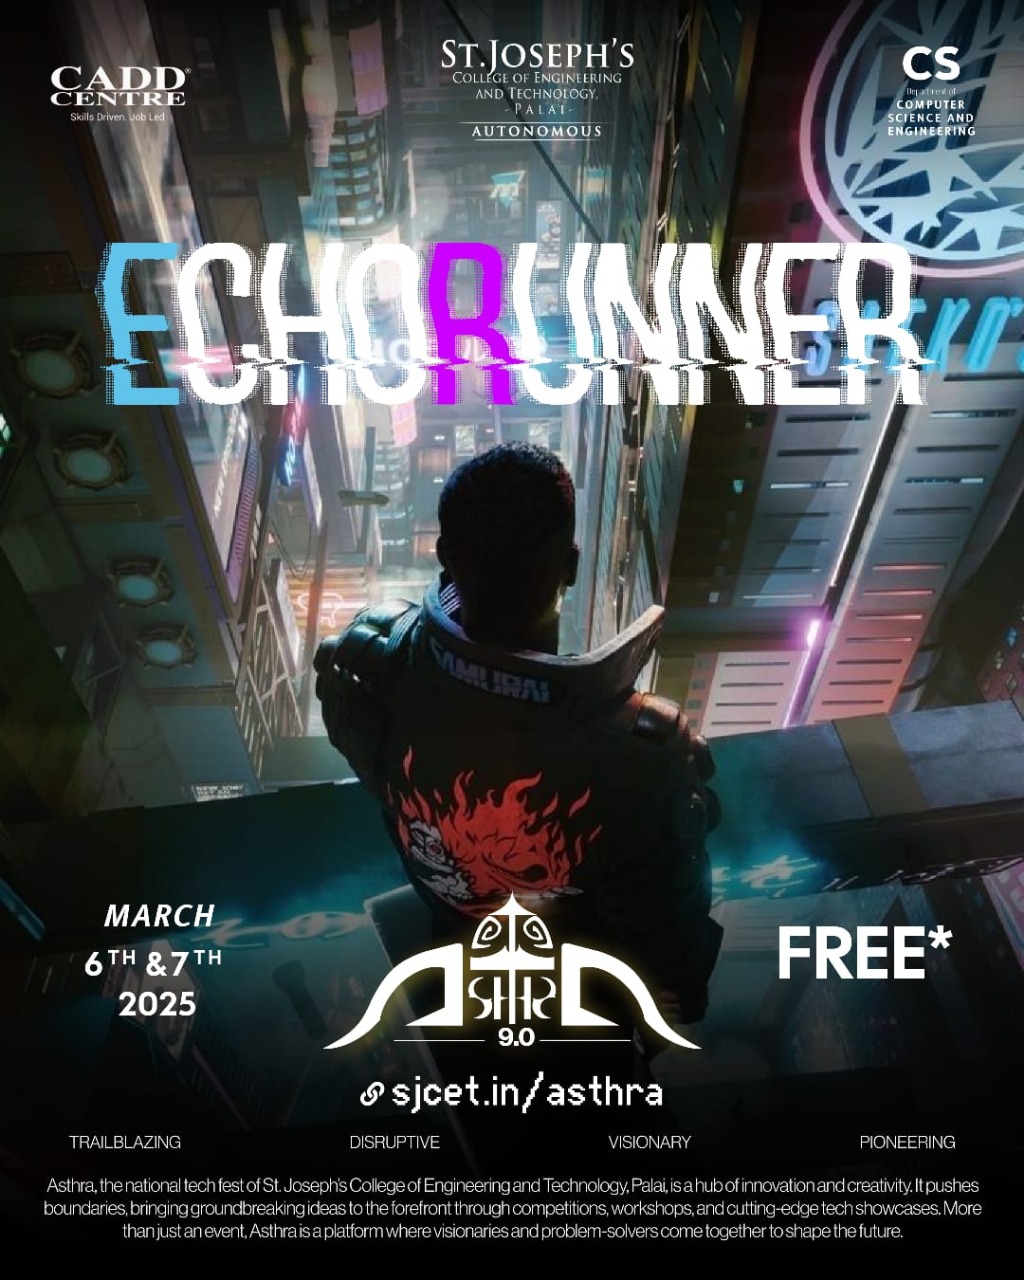 CADD
CENTRE
Skills Driven. Job Led
ST. JOSEPH'S
COLLEGE OF ENGINEERING
AND TECHNOLOGY,
- PALAI -
AUTONOMOUS
CS
Department of
COMPUTER
SCIENCE AND
ENGINEERING
ECHORUNNER
SAMURAI
MARCH
6TH & 7TH
2025
ASTHRA
9.0
FREE*
sjcet.in/asthra
TRAILBLAZING
DISRUPTIVE
VISIONARY
PIONEERING
Asthra, the national tech fest of St. Joseph's College of Engineering and Technology, Palai, is a hub of innovation and creativity. It pushes
boundaries, bringing groundbreaking ideas to the forefront through competitions, workshops, and cutting-edge tech showcases. More
than just an event, Asthra is a platform where visionaries and problem-solvers come together to shape the future.